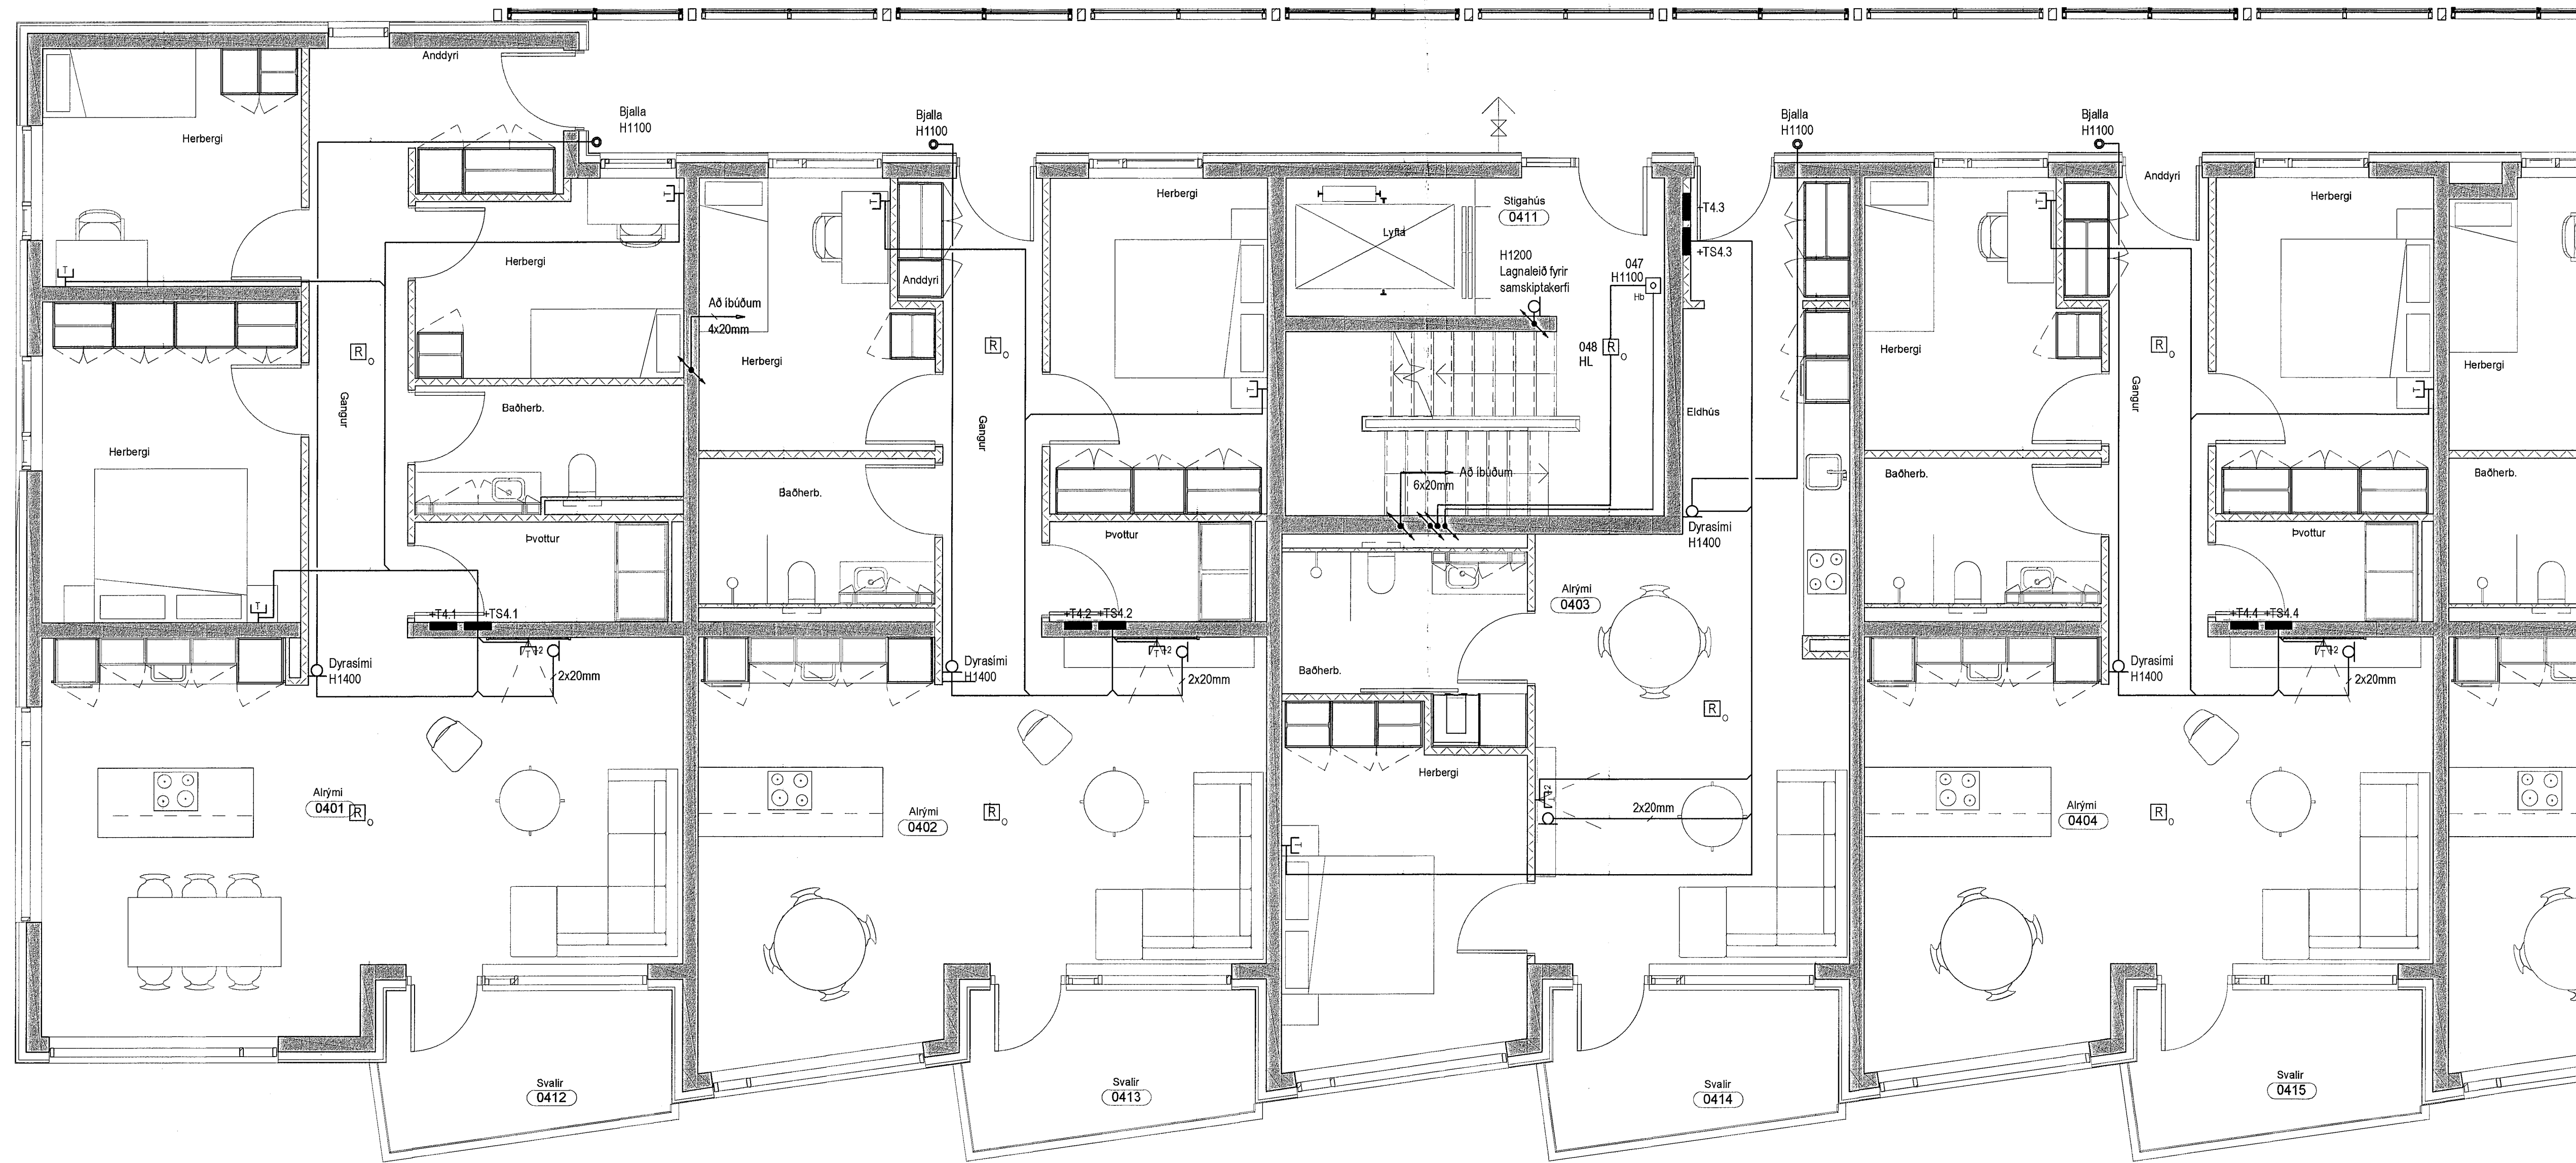 Anddyri
Bjalla
H1100
Bjalla
H1100
Bjalla
H1100
Bjalla
H1100
Herbergi
Anddyri
Herbergi
Herbergi
Stigahús
0411
+T4.3
Lyfta
+TS4.3
H1200
Lagnaleið fyrir
samskiptakerfi
047
H1100
Hb
Herbergi
Anddyri
Að íbúðum
4x20mm
R
R
048
HL
R
R
Herbergi
Herbergi
Herbergi
Gangur
Gangur
Gangur
Baðherb.
Eldhús
Herbergi
Baðherb.
Að íbúðum
6x20mm
Baðherb.
Baðherb.
Þvottur
Þvottur
Dyrasími
H1400
Þvottur
Alrými
0403
+T4.1
+TS4.1
+T4.2
+TS4.2
+T4.4
+TS4.4
T
T
T
T
T
T
T
T
T
T+2
T+2
T+2
T+2
Dyrasími
H1400
2x20mm
Dyrasími
H1400
2x20mm
Baðherb.
Dyrasími
H1400
2x20mm
R
Herbergi
Alrými
0401
R
Alrými
0402
R
2x20mm
Alrými
0404
R
Svalir
0412
Svalir
0413
Svalir
0414
Svalir
0415